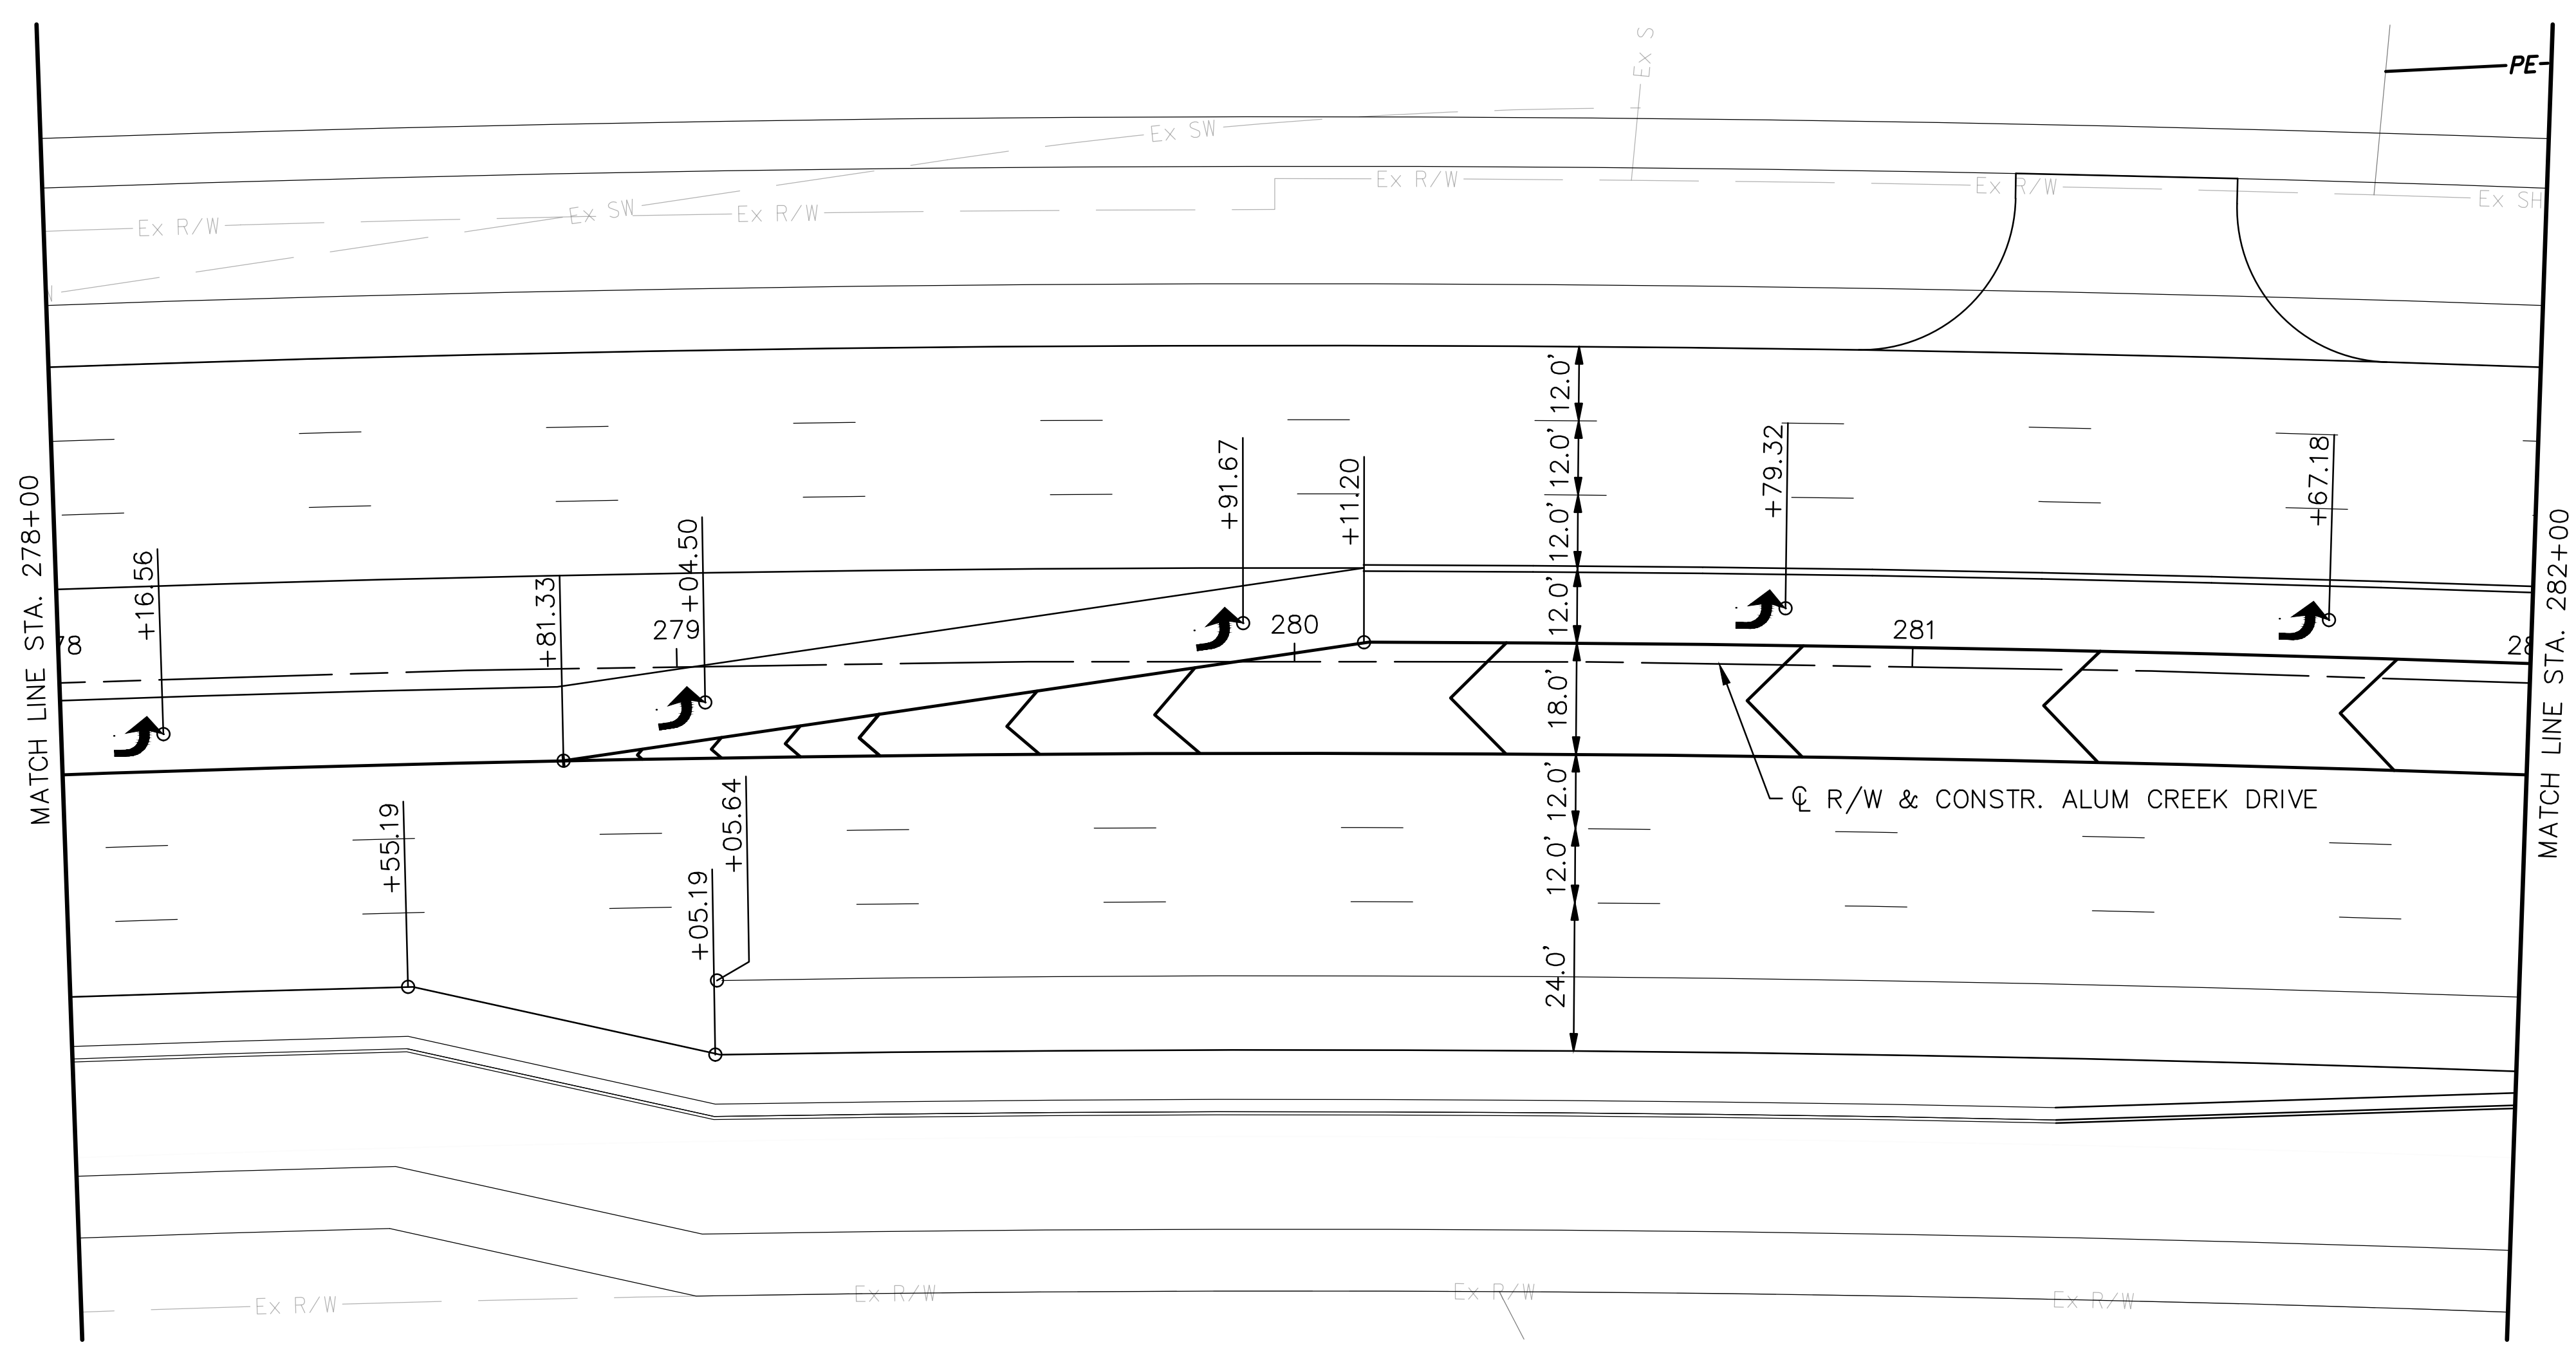 Ex S
PE
Ex SW
Ex R/W
Ex R/W
Ex SH
Ex SW
Ex R/W
Ex R/W
12.0'
12.0'
12.0'
12.0'
18.0'
12.0'
12.0'
24.0'
+16.56
+81.33
+04.50
+91.67
+11.20
+79.32
+67.18
78
279
280
281
28
MATCH LINE STA. 278+00
MATCH LINE STA. 282+00
℄ R/W & CONSTR. ALUM CREEK DRIVE
+55.19
+05.19
+05.64
Ex R/W
Ex R/W
Ex R/W
Ex R/W